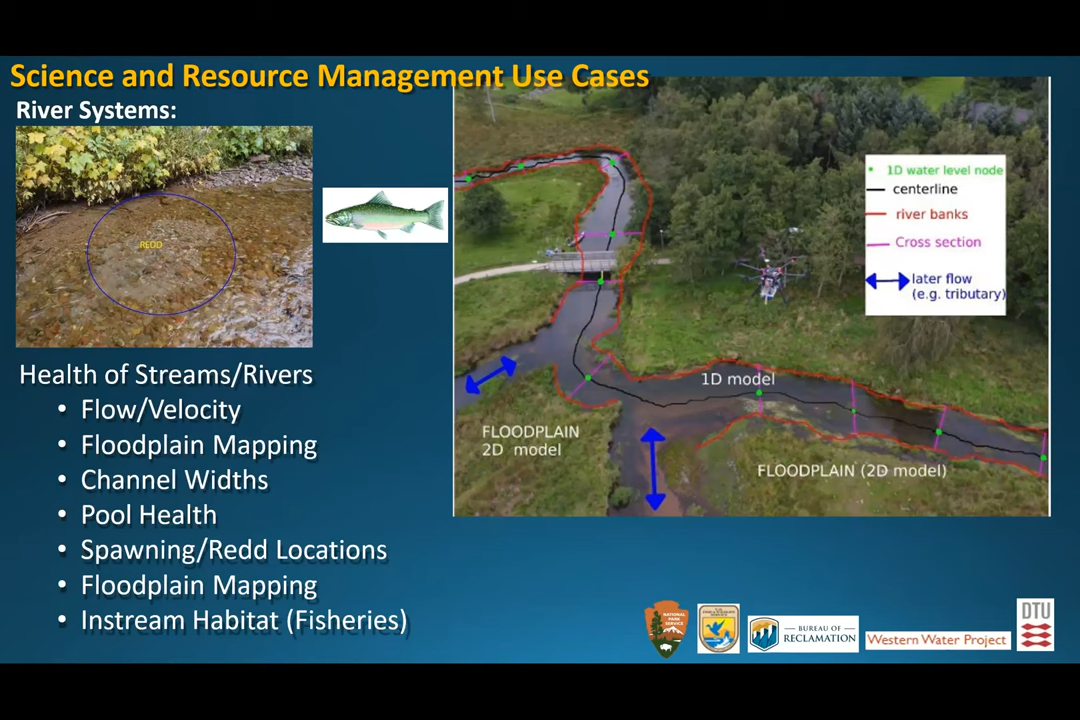 Science and Resource Management Use Cases
River Systems:
REDD
Health of Streams/Rivers
• Flow/Velocity
• Floodplain Mapping
• Channel Widths
• Pool Health
• Spawning/Redd Locations
• Floodplain Mapping
• Instream Habitat (Fisheries)
1D water level node
centerline
river banks
Cross section
later flow
(e.g. tributary)
1D model
FLOODPLAIN
2D model
FLOODPLAIN (2D model)
NATIONAL
PARK
SERVICE
BUREAU OF
RECLAMATION
Western Water Project
DTU